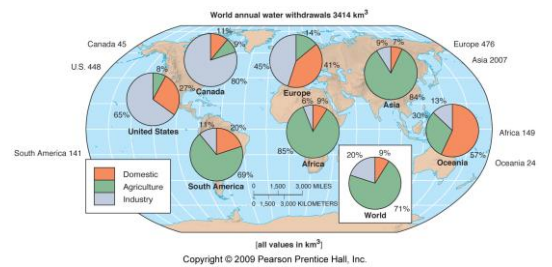 World annual water withdrawals 3414 km³
Canada 45
11%
9%
80%
Canada
14%
45%
41%
Europe
Europe 476
9%
7%
84%
Asia
Asia 2007
U.S. 448
8%
27%
65%
United States
6%
9%
85%
Africa
13%
30%
57%
Oceania
Africa 149
Oceania 24
South America 141
11%
20%
69%
South America
Domestic
Agriculture
Industry
0 1,500 3,000 MILES
0 1,500 3,000 KILOMETERS
20%
9%
71%
World
[all values in km³]
Copyright © 2009 Pearson Prentice Hall, Inc.